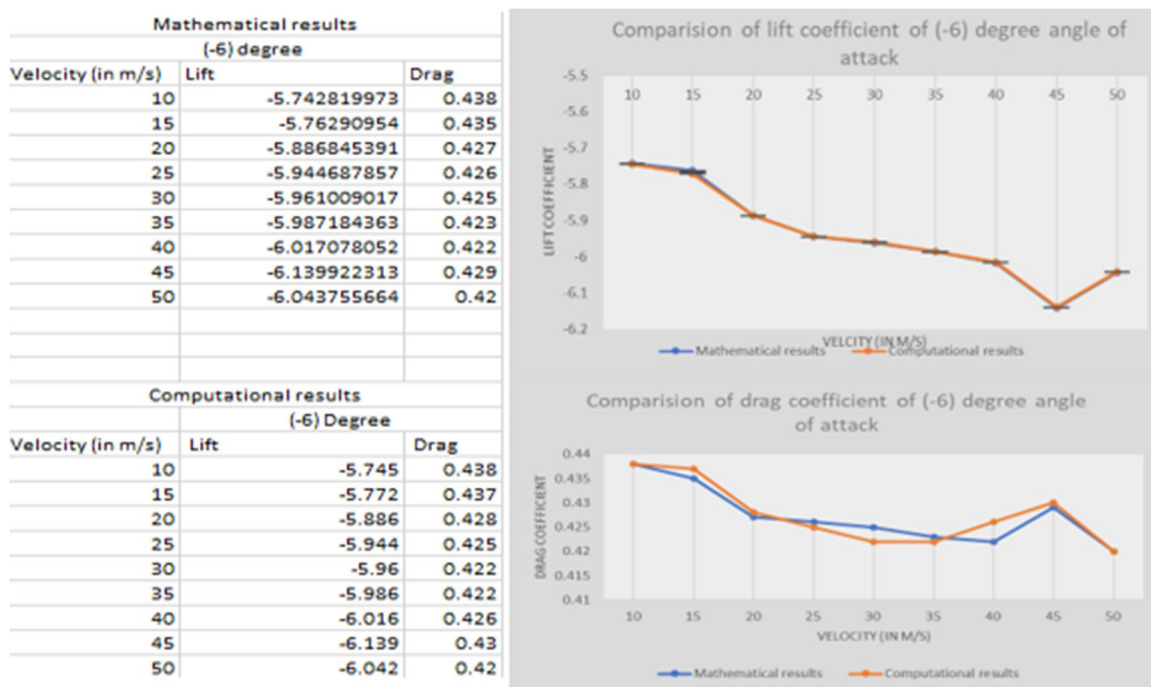 Mathematical results
(-6) degree
Velocity (in m/s) Lift Drag
10 -5.742819973 0.438
15 -5.76290954 0.435
20 -5.886845391 0.427
25 -5.944687857 0.426
30 -5.961009017 0.425
35 -5.987184363 0.423
40 -6.017078052 0.422
45 -6.139922313 0.429
50 -6.043755664 0.42
Computational results
(-6) Degree
Velocity (in m/s) Lift Drag
10 -5.745 0.438
15 -5.772 0.437
20 -5.886 0.428
25 -5.944 0.425
30 -5.96 0.422
35 -5.986 0.422
40 -6.016 0.426
45 -6.139 0.43
50 -6.042 0.42
Comparision of lift coefficient of (-6) degree angle of
attack
-5.5
10 15 20 25 30 35 40 45 50
-5.6
-5.7
-5.8
-5.9
-6
-6.1
-6.2
LIFT COEFFICIENT
VELCITY (IN M/S)
Mathematical results Computational results
Comparision of drag coefficient of (-6) degree angle
of attack
0.44
0.435
0.43
0.425
0.42
0.415
0.41
DRAG COEFFICIENT
10 15 20 25 30 35 40 45 50
VELOCITY (IN M/S)
Mathematical results Computational results